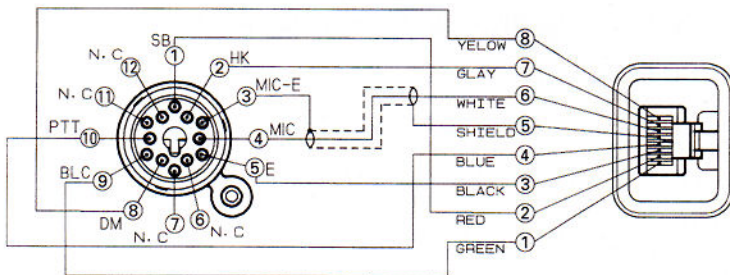 SB
①
N.C
⑫
②
HK
N.C
⑪
③
MIC-E
PTT
⑩
④
MIC
BLC
⑨
⑤
E
DM
⑧
⑦
N.C
⑥
N.C
YELOW ⑧
GLAY ⑦
WHITE ⑥
SHIELD ⑤
BLUE ④
BLACK ③
RED ②
GREEN ①